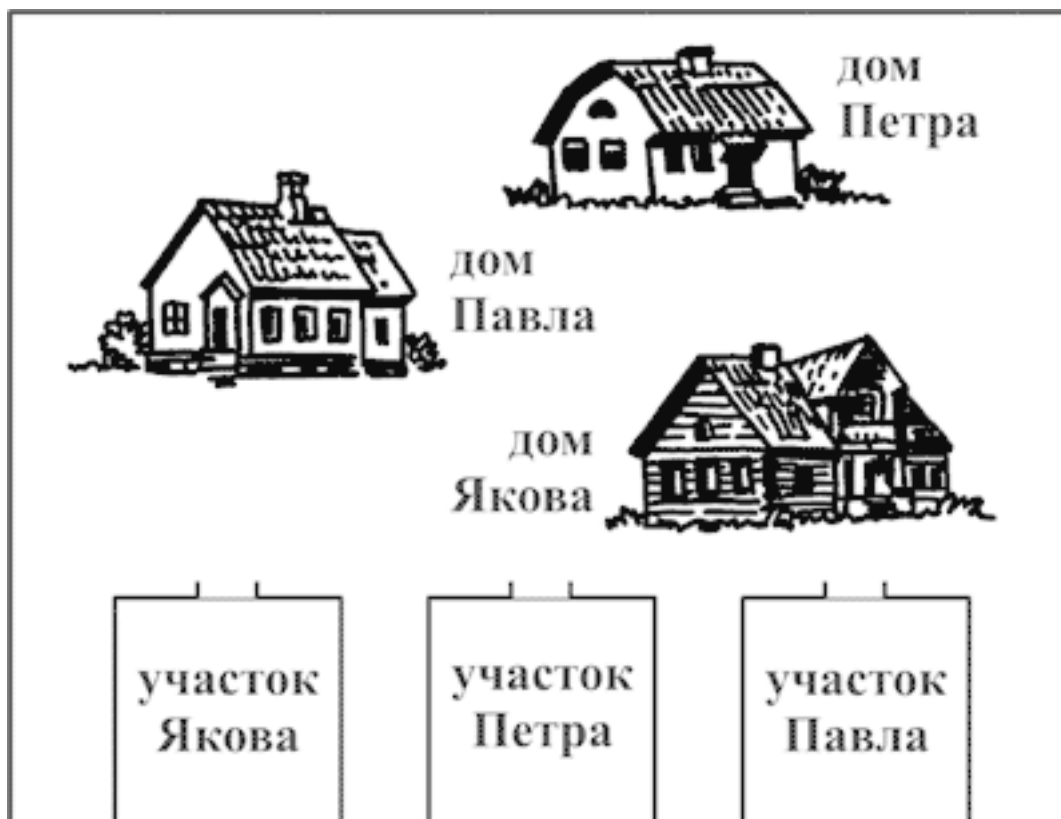 дом
Петра
дом
Павла
дом
Якова
участок
Якова
участок
Петра
участок
Павла